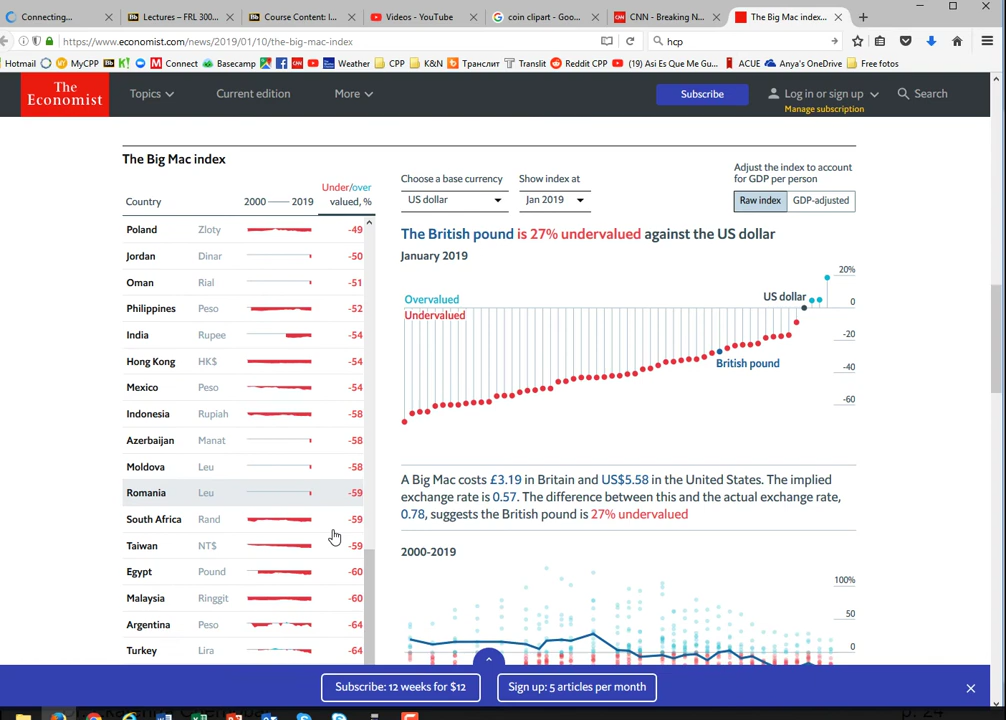 Connecting...
Lectures – FRL 300...
Course Content: I...
Videos - YouTube
coin clipart - Goo...
CNN - Breaking N...
The Big Mac index...
https://www.economist.com/news/2019/01/10/the-big-mac-index
hcp
Hotmail
MyCPP
Connect
Basecamp
Weather
CPP
K&N
Транслит
Translit
Reddit CPP
(19) Asi Es Que Me Gu...
ACUE
Anya's OneDrive
Free fotos
The
Economist
Topics
Current edition
More
Subscribe
Log in or sign up
Manage subscription
Search
The Big Mac index
Country
2000
2019
Under/over
valued, %
Poland Zloty -49
Jordan Dinar -50
Oman Rial -51
Philippines Peso -52
India Rupee -54
Hong Kong HK$ -54
Mexico Peso -54
Indonesia Rupiah -58
Azerbaijan Manat -58
Moldova Leu -58
Romania Leu -59
South Africa Rand -59
Taiwan NT$ -59
Egypt Pound -60
Malaysia Ringgit -60
Argentina Peso -64
Turkey Lira -64
Choose a base currency
US dollar
Show index at
Jan 2019
Adjust the index to account
for GDP per person
Raw index
GDP-adjusted
The British pound is 27% undervalued against the US dollar
January 2019
20%
Overvalued
US dollar
0
Undervalued
-20
British pound
-40
-60
A Big Mac costs £3.19 in Britain and US$5.58 in the United States. The implied
exchange rate is 0.57. The difference between this and the actual exchange rate,
0.78, suggests the British pound is 27% undervalued
2000-2019
100%
50
0
Subscribe: 12 weeks for $12
Sign up: 5 articles per month
p. 24